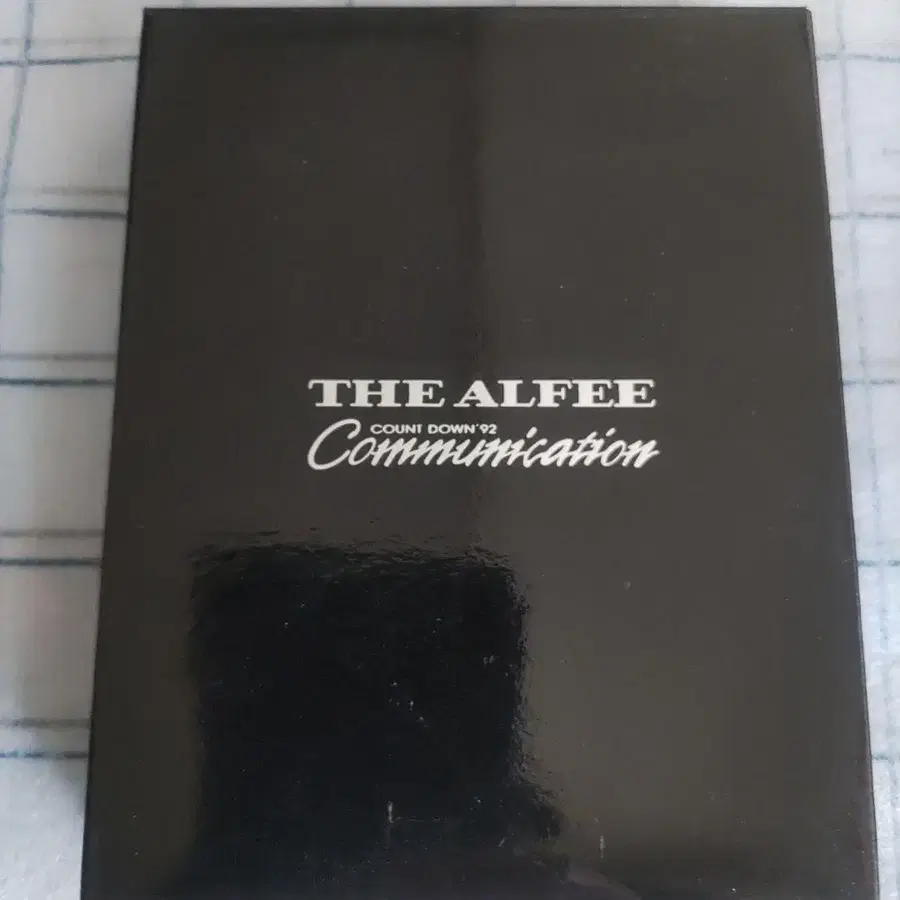 THE ALFEE
COUNT DOWN '92
Communication